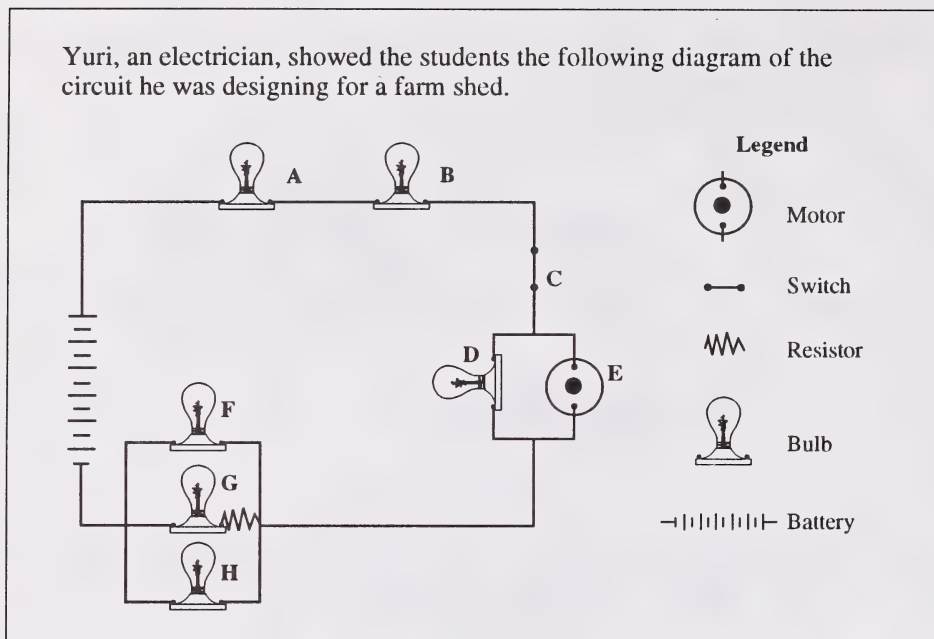 Yuri, an electrician, showed the students the following diagram of the
circuit he was designing for a farm shed.
Legend
A
B
Motor
C
Switch
D
E
Resistor
F
Bulb
G
Battery
H